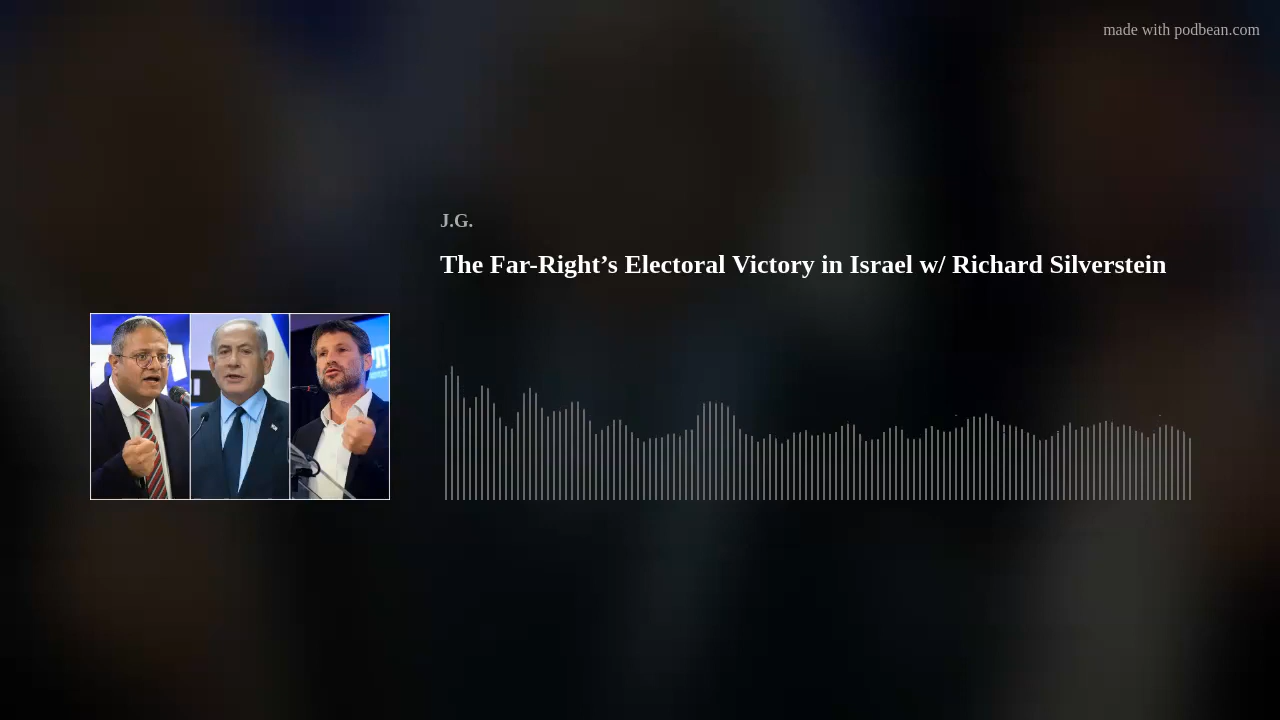 made with podbean.com
J.G.
The Far-Right’s Electoral Victory in Israel w/ Richard Silverstein